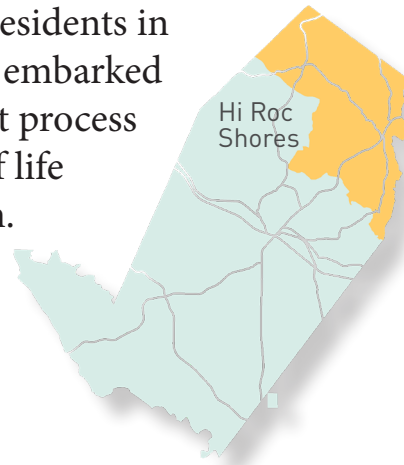 esidents in
embarked
t process
f life
n.
Hi Roc
Shores